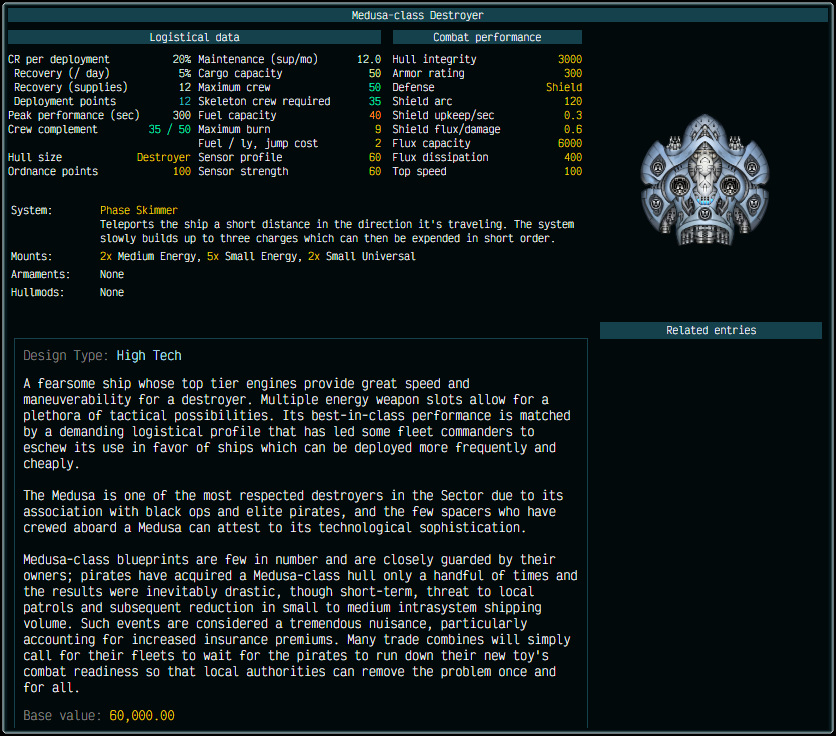 Medusa-class Destroyer
Logistical data
Combat performance
CR per deployment 20% Maintenance (sup/mo) 12.0 Hull integrity 3000
Recovery (/ day) 5% Cargo capacity 50 Armor rating 300
Recovery (supplies) 12 Maximum crew 50 Defense Shield
Deployment points 12 Skeleton crew required 35 Shield arc 120
Peak performance (sec) 300 Fuel capacity 40 Shield upkeep/sec 0.3
Crew complement 35 / 50 Maximum burn 9 Shield flux/damage 0.6
Fuel / ly, jump cost 2 Flux capacity 6000
Hull size Destroyer Sensor profile 60 Flux dissipation 400
Ordnance points 100 Sensor strength 60 Top speed 100
System: Phase Skimmer
Teleports the ship a short distance in the direction it's traveling. The system
slowly builds up to three charges which can then be expended in short order.
Mounts: 2x Medium Energy, 5x Small Energy, 2x Small Universal
Armaments: None
Hullmods: None
Related entries
Design Type: High Tech
A fearsome ship whose top tier engines provide great speed and
maneuverability for a destroyer. Multiple energy weapon slots allow for a
plethora of tactical possibilities. Its best-in-class performance is matched
by a demanding logistical profile that has led some fleet commanders to
eschew its use in favor of ships which can be deployed more frequently and
cheaply.
The Medusa is one of the most respected destroyers in the Sector due to its
association with black ops and elite pirates, and the few spacers who have
crewed aboard a Medusa can attest to its technological sophistication.
Medusa-class blueprints are few in number and are closely guarded by their
owners; pirates have acquired a Medusa-class hull only a handful of times and
the results were inevitably drastic, though short-term, threat to local
patrols and subsequent reduction in small to medium intrasystem shipping
volume. Such events are considered a tremendous nuisance, particularly
accounting for increased insurance premiums. Many trade combines will simply
call for their fleets to wait for the pirates to run down their new toy's
combat readiness so that local authorities can remove the problem once and
for all.
Base value: 60,000.00